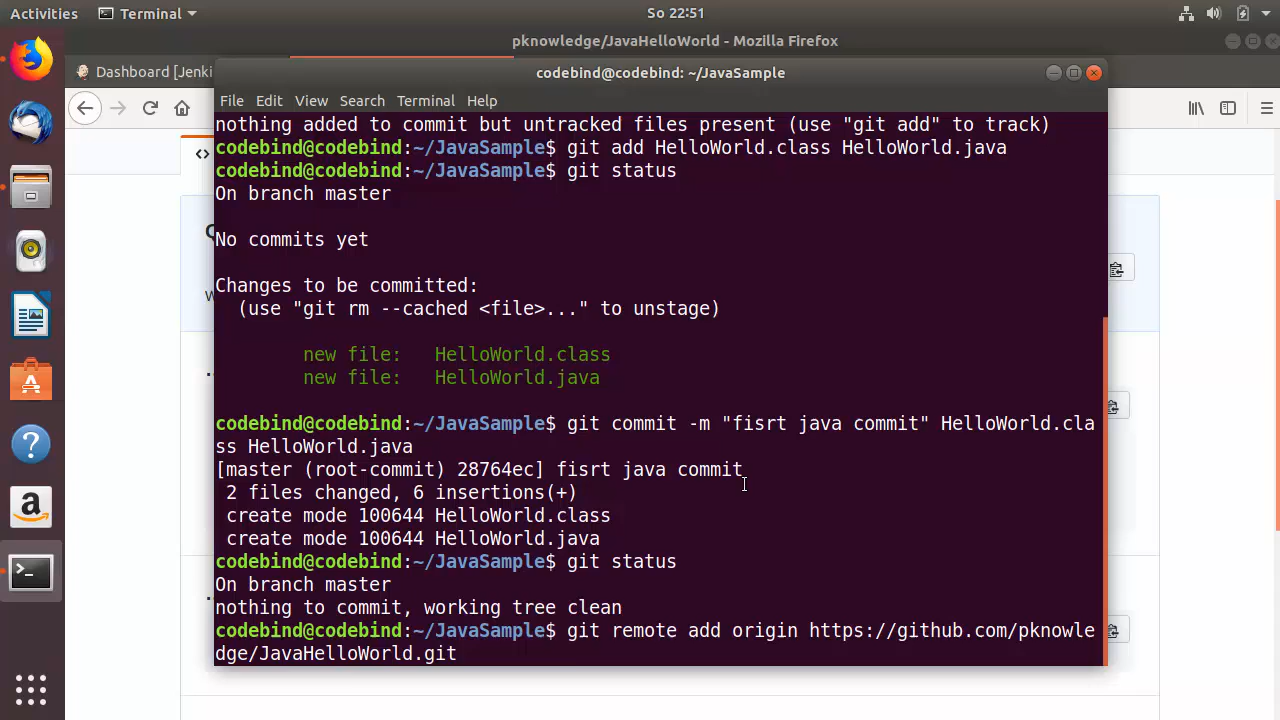 Activities
Terminal
So 22:51
pknowledge/JavaHelloWorld - Mozilla Firefox
Dashboard [Jenki
codebind@codebind: ~/JavaSample
File Edit View Search Terminal Help
nothing added to commit but untracked files present (use "git add" to track)
codebind@codebind:~/JavaSample$ git add HelloWorld.class HelloWorld.java
codebind@codebind:~/JavaSample$ git status
On branch master
No commits yet
Changes to be committed:
(use "git rm --cached <file>..." to unstage)
new file: HelloWorld.class
new file: HelloWorld.java
codebind@codebind:~/JavaSample$ git commit -m "fisrt java commit" HelloWorld.cla
ss HelloWorld.java
[master (root-commit) 28764ec] fisrt java commit
2 files changed, 6 insertions(+)
create mode 100644 HelloWorld.class
create mode 100644 HelloWorld.java
codebind@codebind:~/JavaSample$ git status
On branch master
nothing to commit, working tree clean
codebind@codebind:~/JavaSample$ git remote add origin https://github.com/pknowle
dge/JavaHelloWorld.git